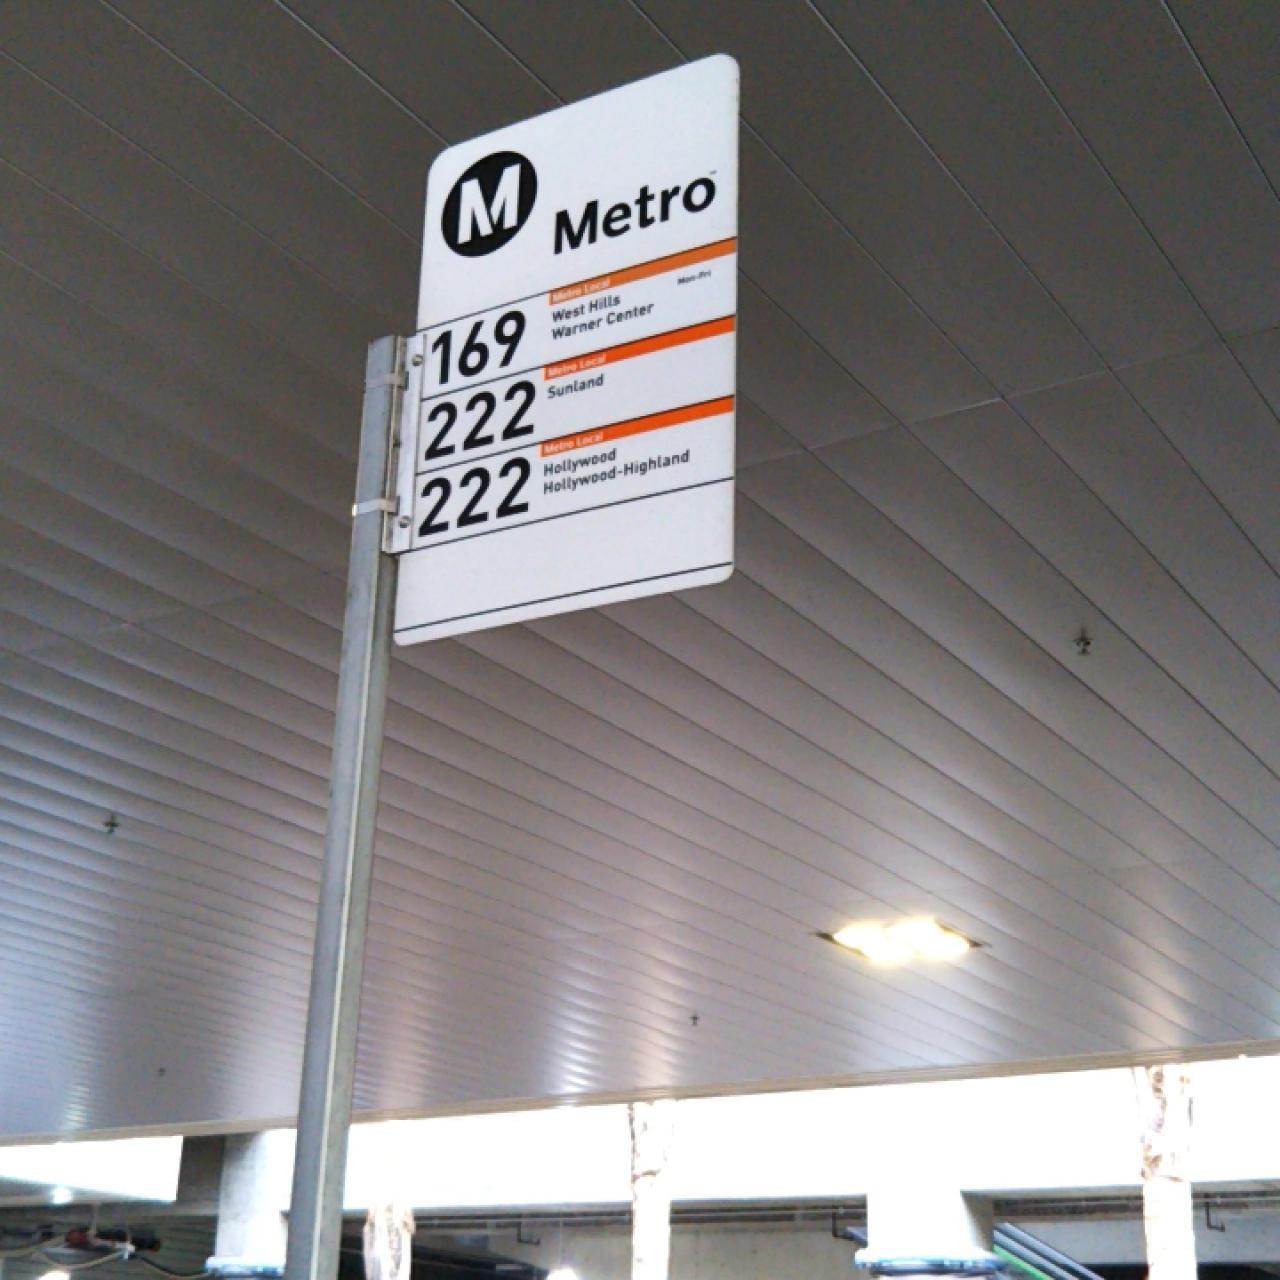 M Metro
Metro Local Mon-Fri
169 West Hills
Warner Center
Metro Local
222 Sunland
Metro Local
222 Hollywood
Hollywood-Highland